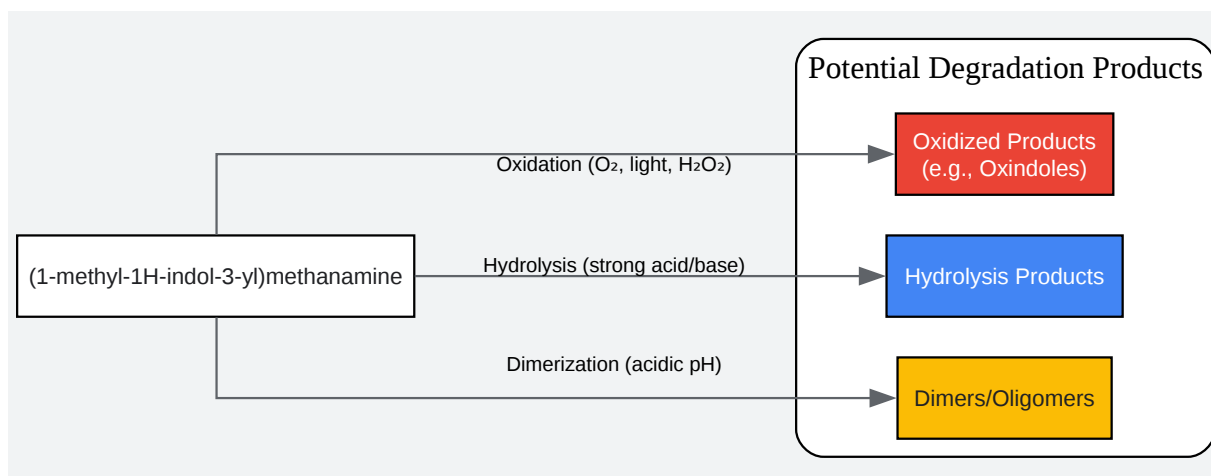 Potential Degradation Products
Oxidized Products
(e.g., Oxindoles)
Oxidation (O₂, light, H₂O₂)
(1-methyl-1H-indol-3-yl)methanamine
Hydrolysis (strong acid/base)
Hydrolysis Products
Dimerization (acidic pH)
Dimers/Oligomers